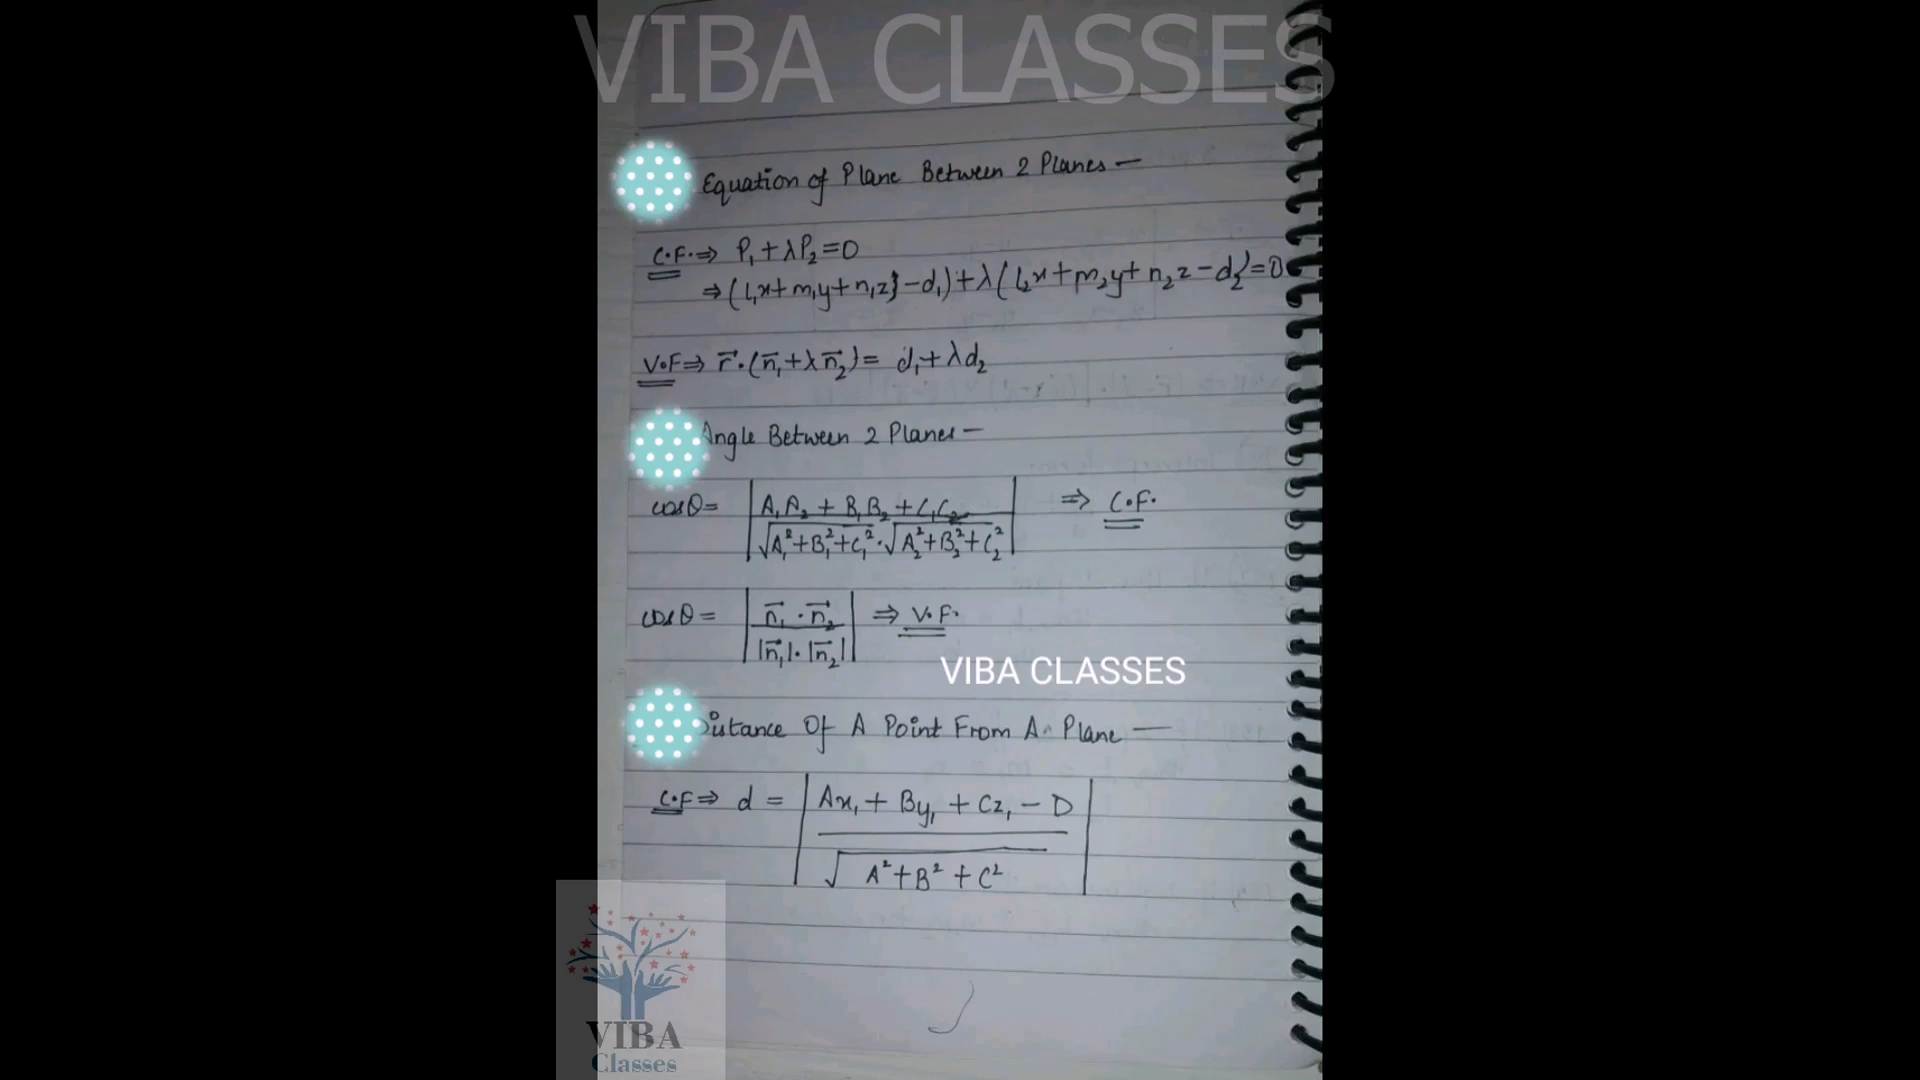 VIBA CLASSES
Equation of Plane Between 2 Planes —
C.F. ⇒ P₁ + λP₂ = 0
⇒ (l₁x + m₁y + n₁z} - d₁) + λ(l₂x + m₂y + n₂z - d₂) = 0
V.F ⇒ r⃗.(n⃗₁ + λn⃗₂) = d₁ + λd₂
Angle Between 2 Planes —
cosθ = | A₁A₂ + B₁B₂ + C₁C₂ / √A₁² + B₁² + C₁² . √A₂² + B₂² + C₂² | ⇒ C.F.
cosθ = | n⃗₁ . n⃗₂ / |n⃗₁| . |n⃗₂| | ⇒ V.F.
VIBA CLASSES
Distance Of A Point From A Plane —
C.F ⇒ d = | Ax₁ + By₁ + Cz₁ - D / √A² + B² + C² |
VIBA
Classes